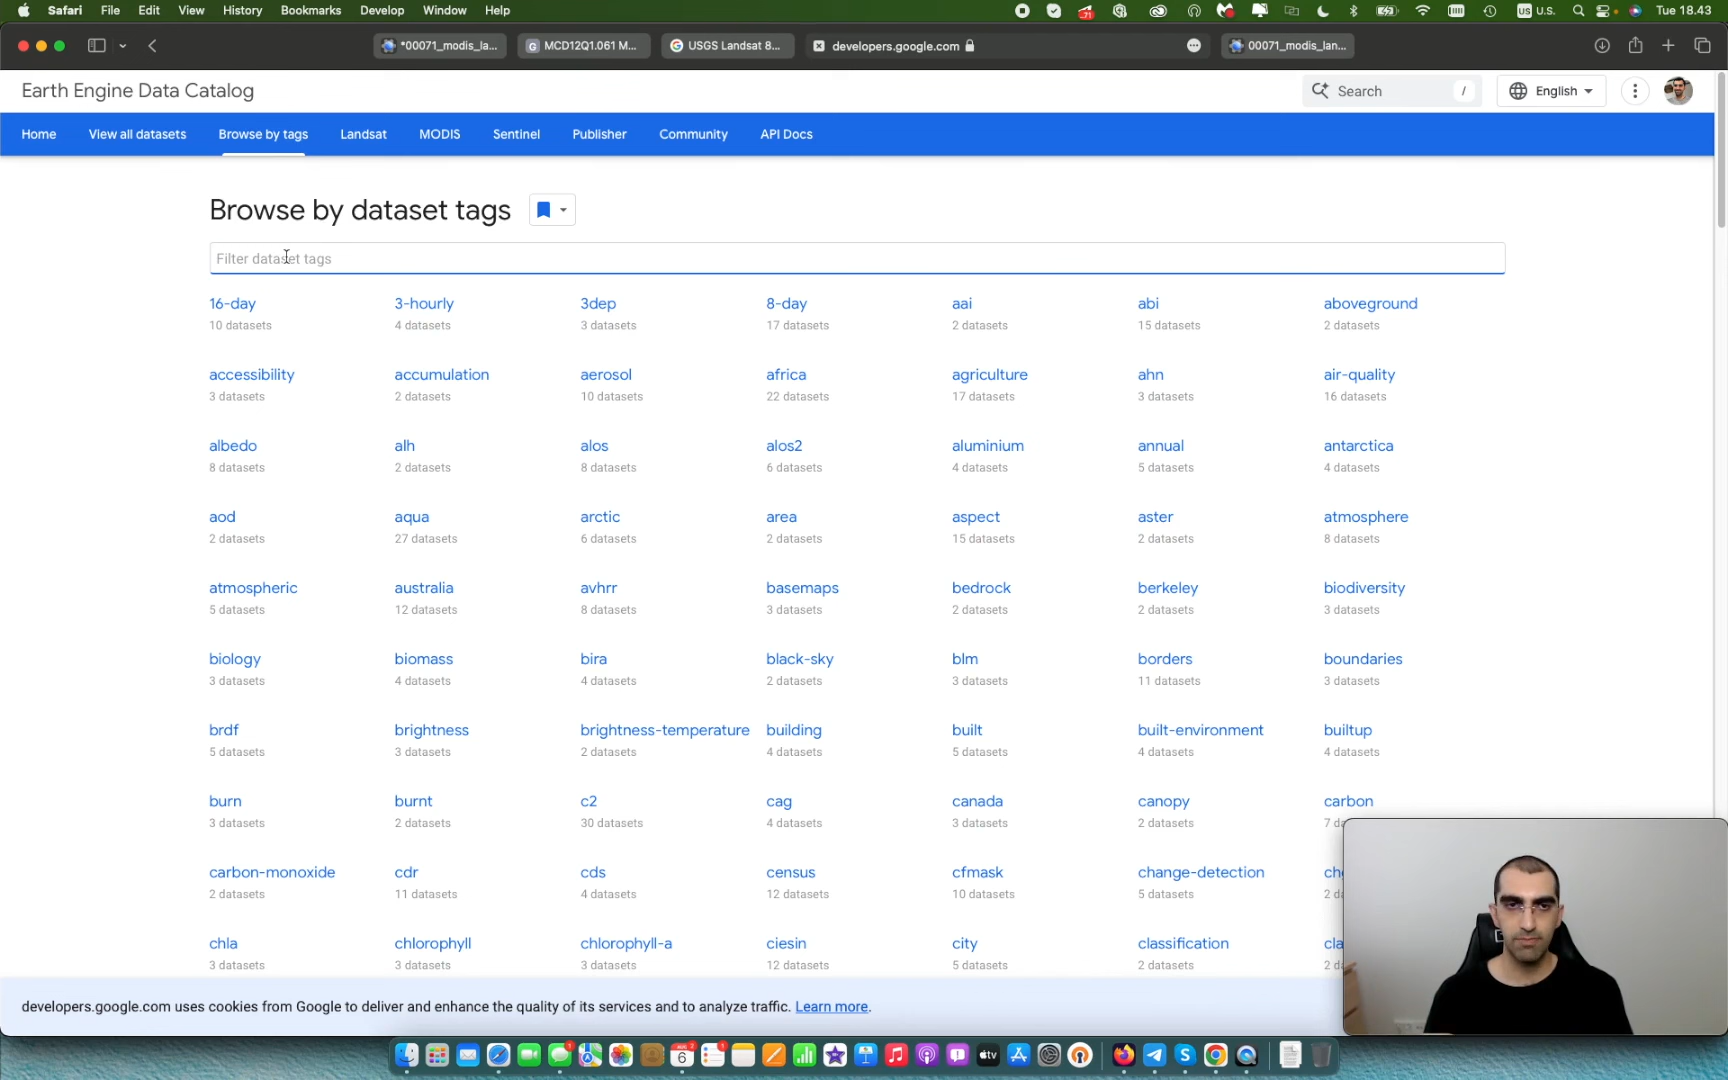 Safari File Edit View History Bookmarks Develop Window Help 71 US U.S. Tue 18.43
*00071_modis_la... MCD12Q1.061 M... USGS Landsat 8... developers.google.com 00071_modis_lan...
Earth Engine Data Catalog Search / English
Home View all datasets Browse by tags Landsat MODIS Sentinel Publisher Community API Docs
Browse by dataset tags
Filter dataset tags
16-day 3-hourly 3dep 8-day aai abi aboveground
10 datasets 4 datasets 3 datasets 17 datasets 2 datasets 15 datasets 2 datasets
accessibility accumulation aerosol africa agriculture ahn air-quality
3 datasets 2 datasets 10 datasets 22 datasets 17 datasets 3 datasets 16 datasets
albedo alh alos alos2 aluminium annual antarctica
8 datasets 2 datasets 8 datasets 6 datasets 4 datasets 5 datasets 4 datasets
aod aqua arctic area aspect aster atmosphere
2 datasets 27 datasets 6 datasets 2 datasets 15 datasets 2 datasets 8 datasets
atmospheric australia avhrr basemaps bedrock berkeley biodiversity
5 datasets 12 datasets 8 datasets 3 datasets 2 datasets 2 datasets 3 datasets
biology biomass bira black-sky blm borders boundaries
3 datasets 4 datasets 4 datasets 2 datasets 3 datasets 11 datasets 3 datasets
brdf brightness brightness-temperature building built built-environment builtup
5 datasets 3 datasets 2 datasets 4 datasets 5 datasets 4 datasets 4 datasets
burn burnt c2 cag canada canopy carbon
3 datasets 2 datasets 30 datasets 4 datasets 3 datasets 2 datasets 7 da
carbon-monoxide cdr cds census cfmask change-detection ch
2 datasets 11 datasets 4 datasets 12 datasets 10 datasets 5 datasets 2 d
chla chlorophyll chlorophyll-a ciesin city classification cla
3 datasets 3 datasets 3 datasets 12 datasets 5 datasets 2 datasets 2 d
developers.google.com uses cookies from Google to deliver and enhance the quality of its services and to analyze traffic. Learn more.
6 tv